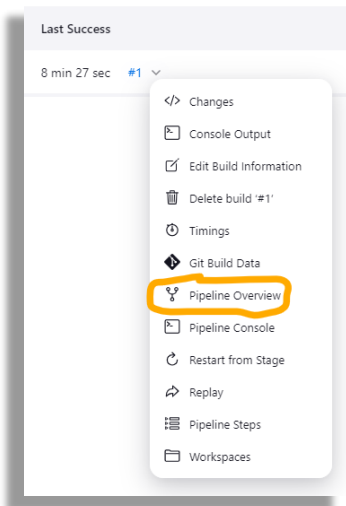 Last Success
8 min 27 sec #1
Changes
Console Output
Edit Build Information
Delete build '#1'
Timings
Git Build Data
Pipeline Overview
Pipeline Console
Restart from Stage
Replay
Pipeline Steps
Workspaces